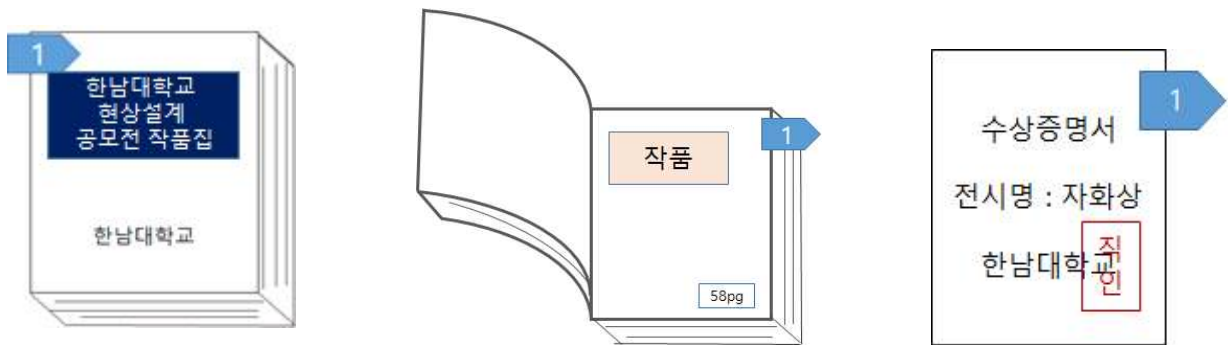 1
한남대학교
현상설계
공모전 작품집
한남대학교
1
작품
58pg
1
수상증명서
전시명 : 자화상
한남대학교
직인